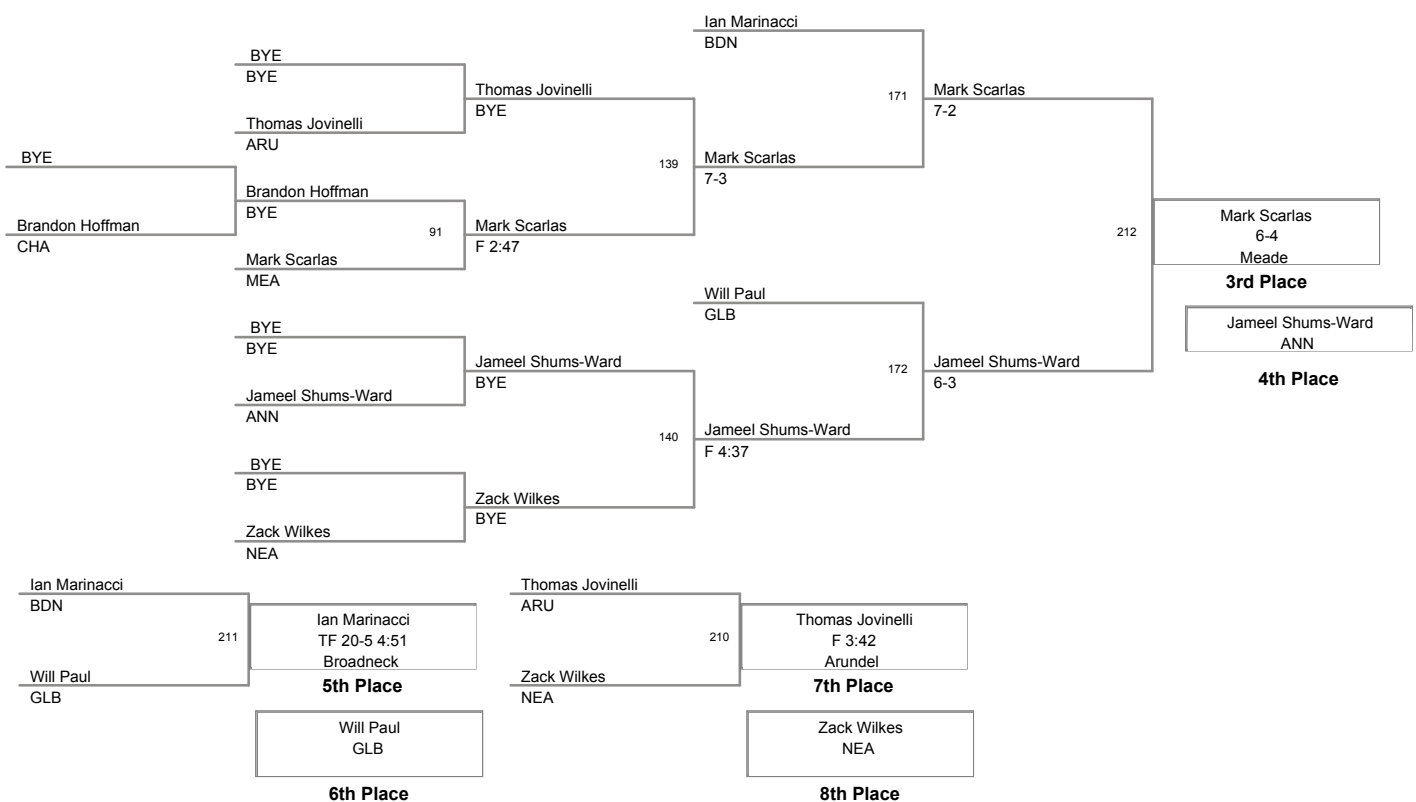 Ian Marinacci
BDN
BYE
BYE
Thomas Jovinelli
BYE
171
Mark Scarlas
7-2
Thomas Jovinelli
ARU
BYE
139
Mark Scarlas
7-3
Brandon Hoffman
BYE
Brandon Hoffman
CHA
91
Mark Scarlas
F 2:47
212
Mark Scarlas
6-4
Meade
3rd Place
Mark Scarlas
MEA
Will Paul
GLB
Jameel Shums-Ward
ANN
4th Place
BYE
BYE
Jameel Shums-Ward
BYE
172
Jameel Shums-Ward
6-3
Jameel Shums-Ward
ANN
140
Jameel Shums-Ward
F 4:37
BYE
BYE
Zack Wilkes
BYE
Zack Wilkes
NEA
Ian Marinacci
BDN
211
Ian Marinacci
TF 20-5 4:51
Broadneck
5th Place
Will Paul
GLB
Will Paul
GLB
6th Place
Thomas Jovinelli
ARU
210
Thomas Jovinelli
F 3:42
Arundel
7th Place
Zack Wilkes
NEA
Zack Wilkes
NEA
8th Place